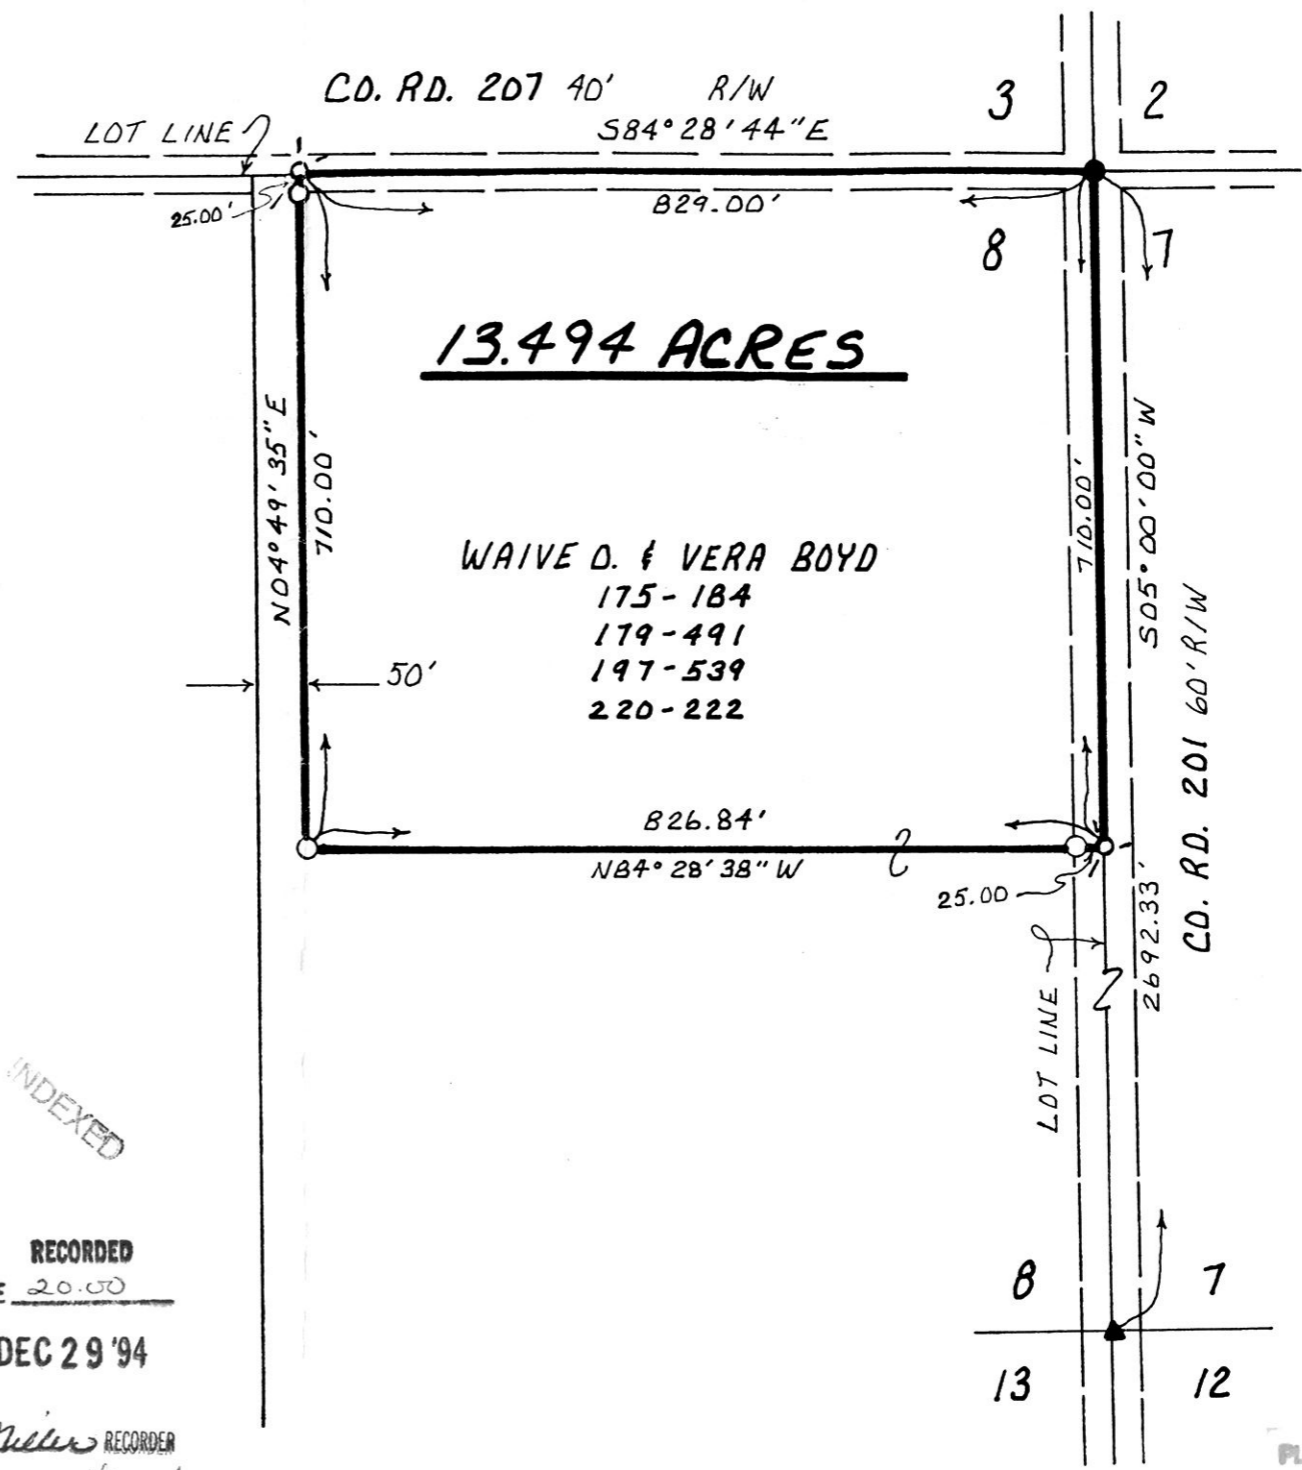 CO. RD. 207 40' R/W
3
2
LOT LINE
S84°28'44"E
25.00'
829.00'
8
7
13.494 ACRES
N04°49'35"E
710.00'
710.00'
S05°00'00"W
WAIVE D. & VERA BOYD
175-184
179-491
197-539
220-222
50'
CO. RD. 201 60' R/W
826.84'
N84°28'38"W
25.00
2692.33'
LOT LINE
INDEXED
RECORDED
20.00
DEC 29 '94
8
7
13
12
Miller RECORDER